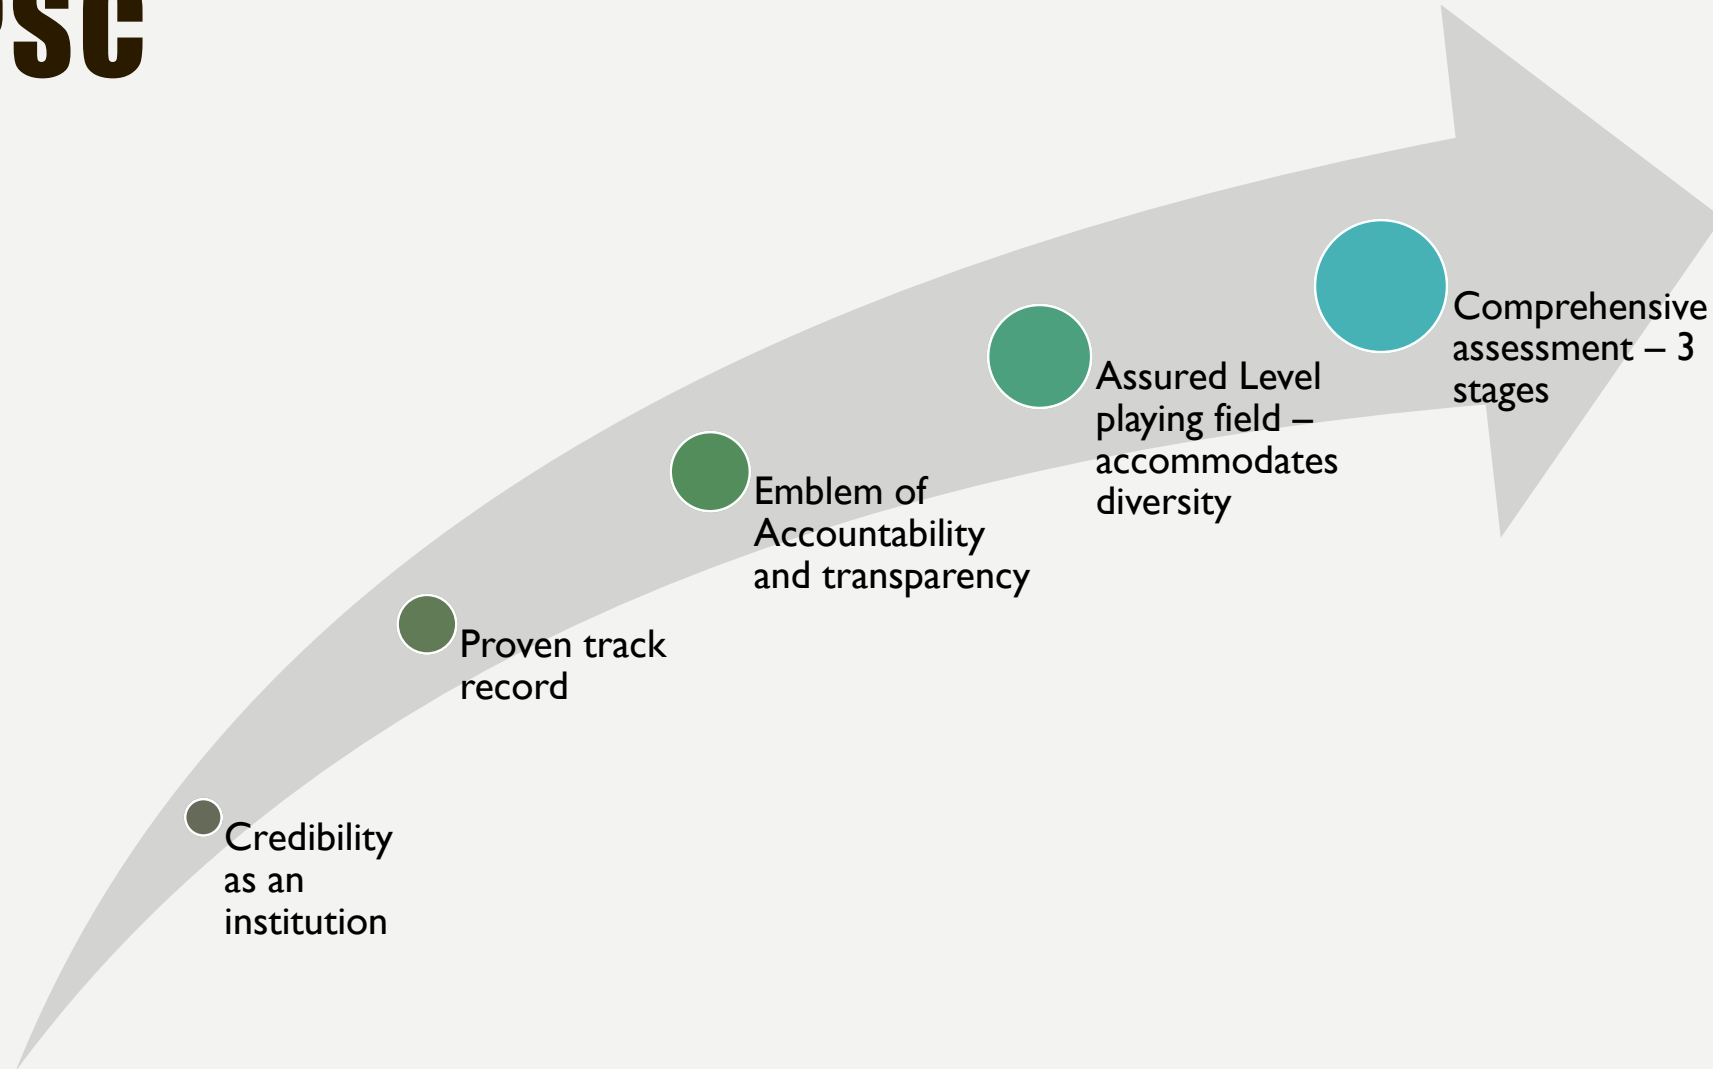 PSC
Credibility
as an
institution
Proven track
record
Emblem of
Accountability
and transparency
Assured Level
playing field –
accommodates
diversity
Comprehensive
assessment – 3
stages